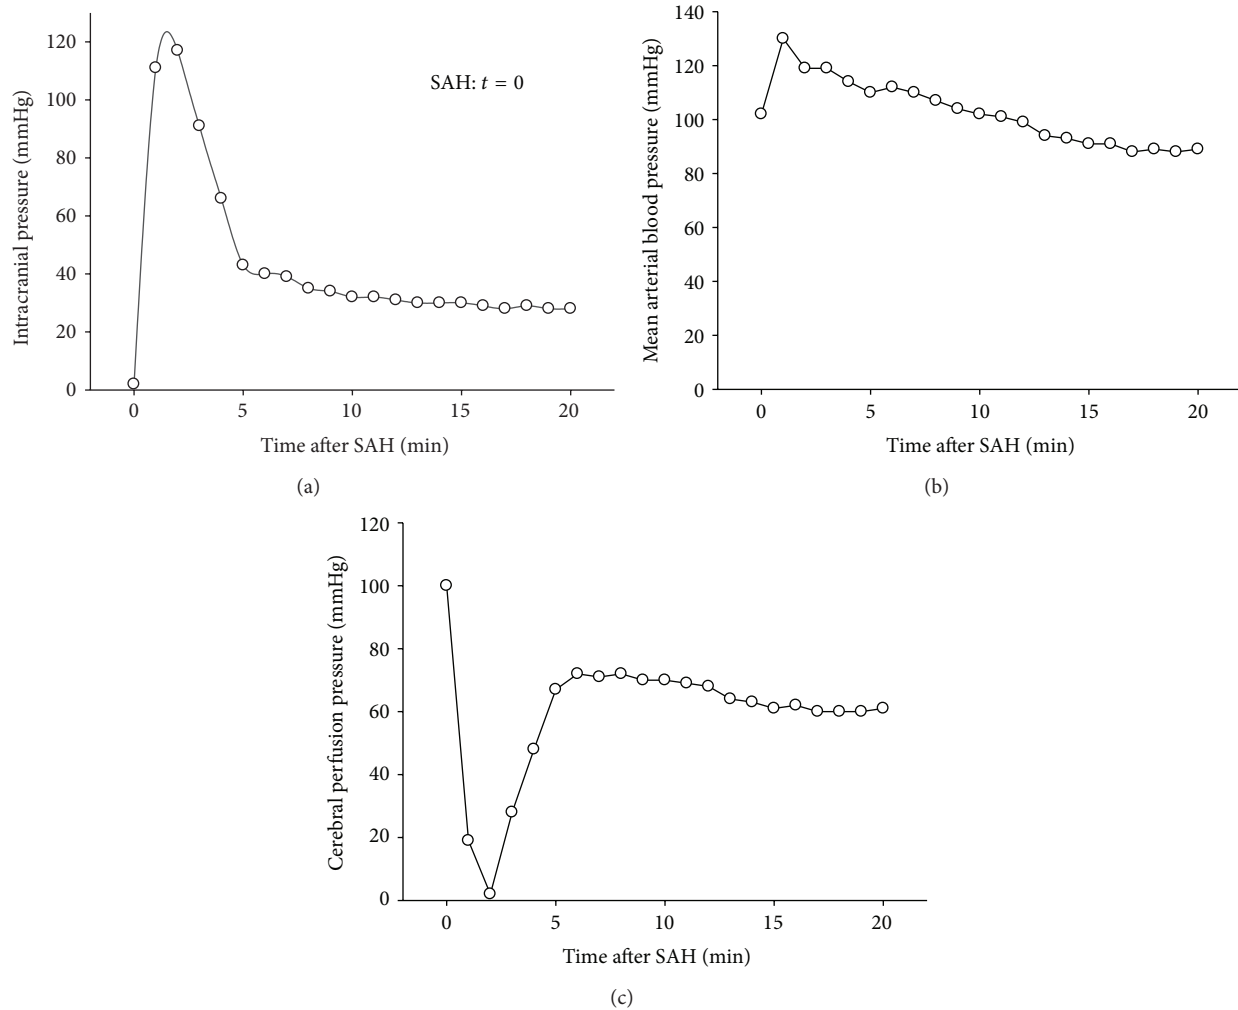 Intracranial pressure (mmHg)
120
100
80
60
40
20
0
SAH: t = 0
0 5 10 15 20
Time after SAH (min)
(a)
Mean arterial blood pressure (mmHg)
140
120
100
80
60
40
20
0
0 5 10 15 20
Time after SAH (min)
(b)
Cerebral perfusion pressure (mmHg)
120
100
80
60
40
20
0
0 5 10 15 20
Time after SAH (min)
(c)